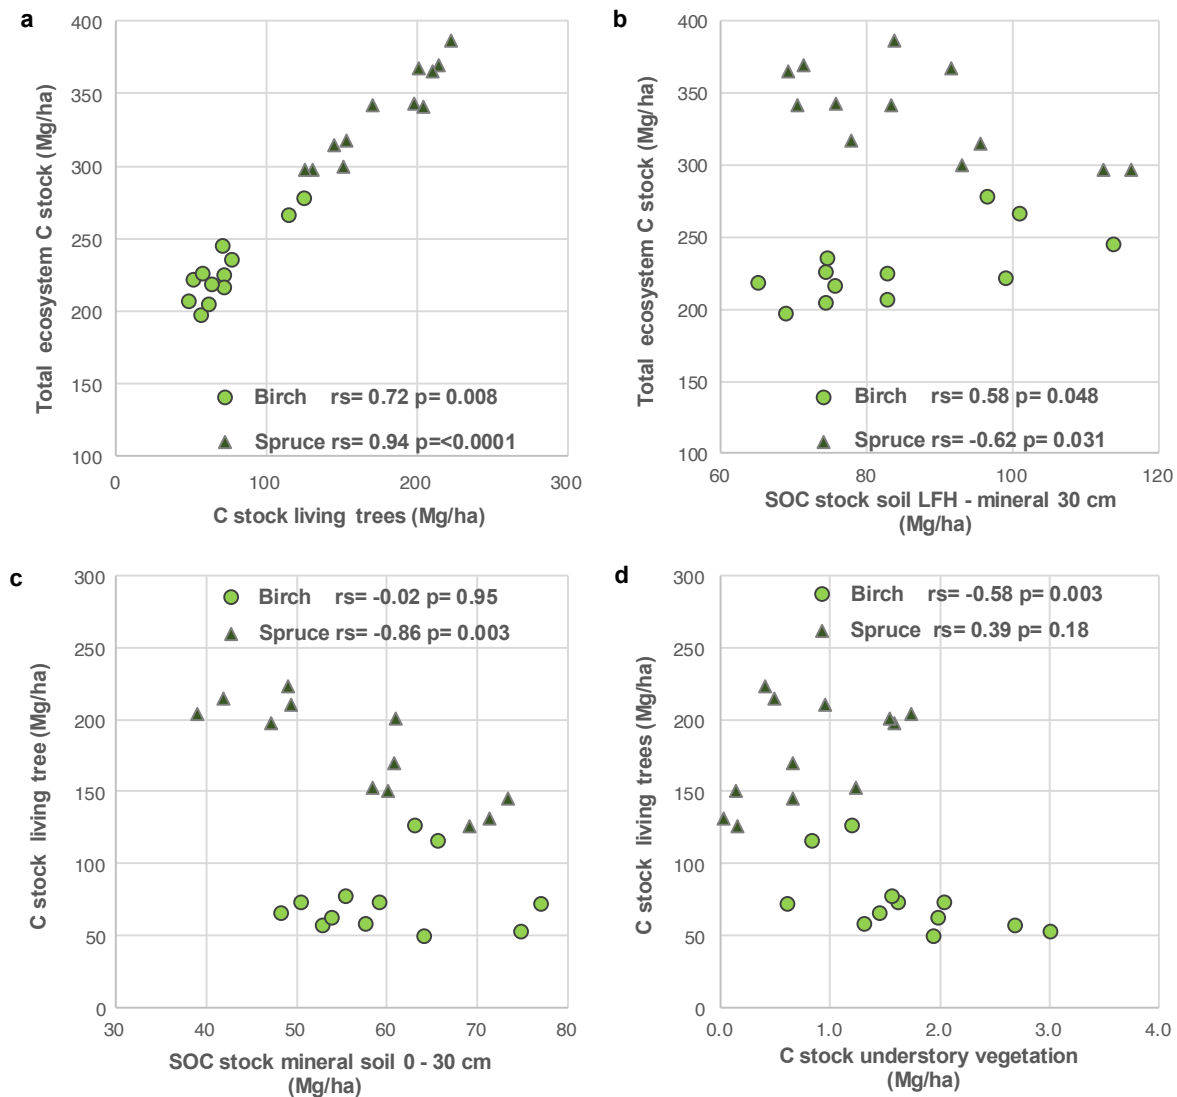 a
400
350
300
250
200
150
100
Total ecosystem C stock (Mg/ha)
Birch rs= 0.72 p= 0.008
Spruce rs= 0.94 p=<0.0001
0 100 200 300
C stock living trees (Mg/ha)
b
400
350
300
250
200
150
100
Total ecosystem C stock (Mg/ha)
Birch rs= 0.58 p= 0.048
Spruce rs= -0.62 p= 0.031
60 80 100 120
SOC stock soil LFH - mineral 30 cm
(Mg/ha)
c
300
250
200
150
100
50
0
C stock living tree (Mg/ha)
Birch rs= -0.02 p= 0.95
Spruce rs= -0.86 p= 0.003
30 40 50 60 70 80
SOC stock mineral soil 0 - 30 cm
(Mg/ha)
d
300
250
200
150
100
50
0
C stock living trees (Mg/ha)
Birch rs= -0.58 p= 0.003
Spruce rs= 0.39 p= 0.18
0.0 1.0 2.0 3.0 4.0
C stock understory vegetation
(Mg/ha)